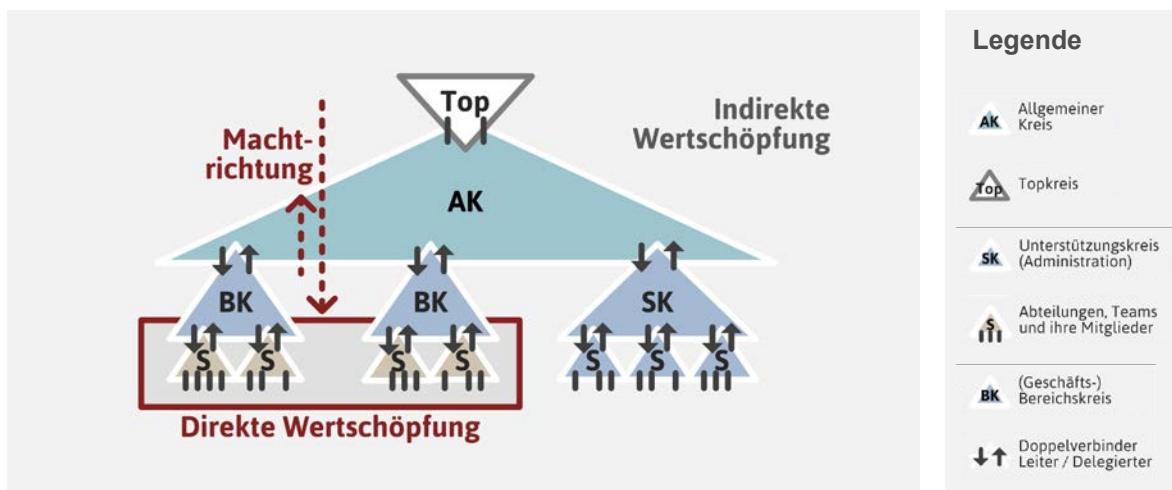 Top
Indirekte
Wertschöpfung
Macht-
richtung
AK
BK
BK
SK
S
S
S
S
S
S
S
Direkte Wertschöpfung
Legende
AK
Allgemeiner
Kreis
Top
Topkreis
SK
Unterstützungskreis
(Administration)
S
Abteilungen, Teams
und ihre Mitglieder
BK
(Geschäfts-)
Bereichskreis
Doppelverbinder
Leiter / Delegierter